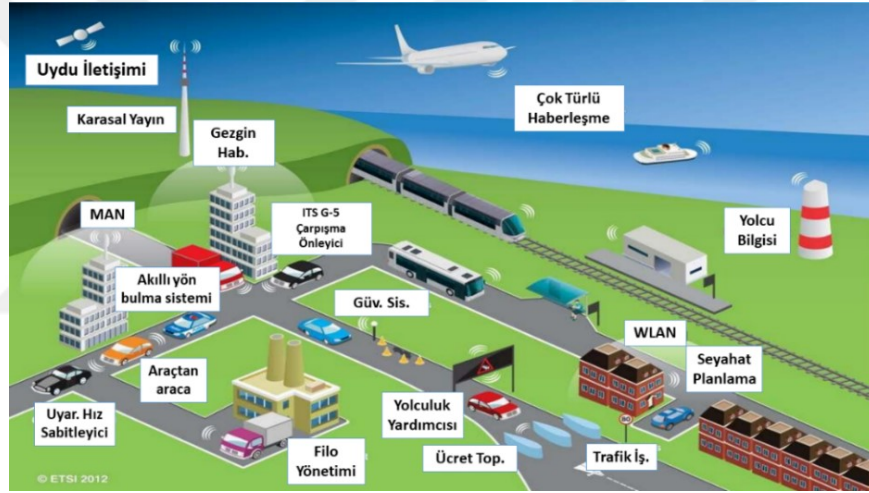 Uydu İletişimi
Karasal Yayın
Gezgin
Hab.
Çok Türlü
Haberleşme
MAN
ITS G-5
Çarpışma
Önleyici
Yolcu
Bilgisi
Akıllı yön
bulma sistemi
Güv. Sis.
WLAN
Seyahat
Planlama
Araçtan
araca
Uyar. Hız
Sabitleyici
Yolculuk
Yardımcısı
Filo
Yönetimi
Ücret Top.
80
Trafik İş.
© ETSI 2012